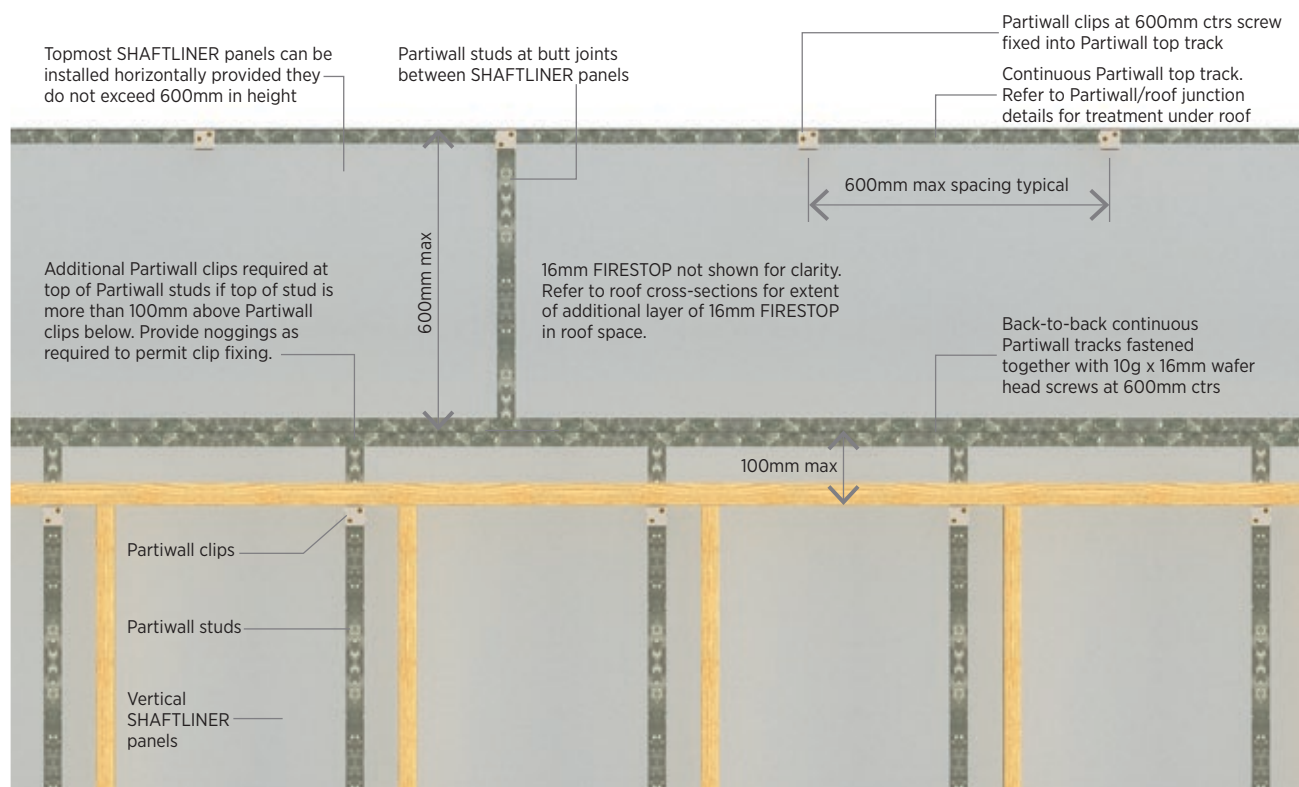 Topmost SHAFTLINER panels can be
installed horizontally provided they
do not exceed 600mm in height
Partiwall studs at butt joints
between SHAFTLINER panels
Partiwall clips at 600mm ctrs screw
fixed into Partiwall top track
Continuous Partiwall top track.
Refer to Partiwall/roof junction
details for treatment under roof
600mm max spacing typical
600mm max
Additional Partiwall clips required at
top of Partiwall studs if top of stud is
more than 100mm above Partiwall
clips below. Provide noggings as
required to permit clip fixing.
16mm FIRESTOP not shown for clarity.
Refer to roof cross-sections for extent
of additional layer of 16mm FIRESTOP
in roof space.
Back-to-back continuous
Partiwall tracks fastened
together with 10g x 16mm wafer
head screws at 600mm ctrs
100mm max
Partiwall clips
Partiwall studs
Vertical
SHAFTLINER
panels